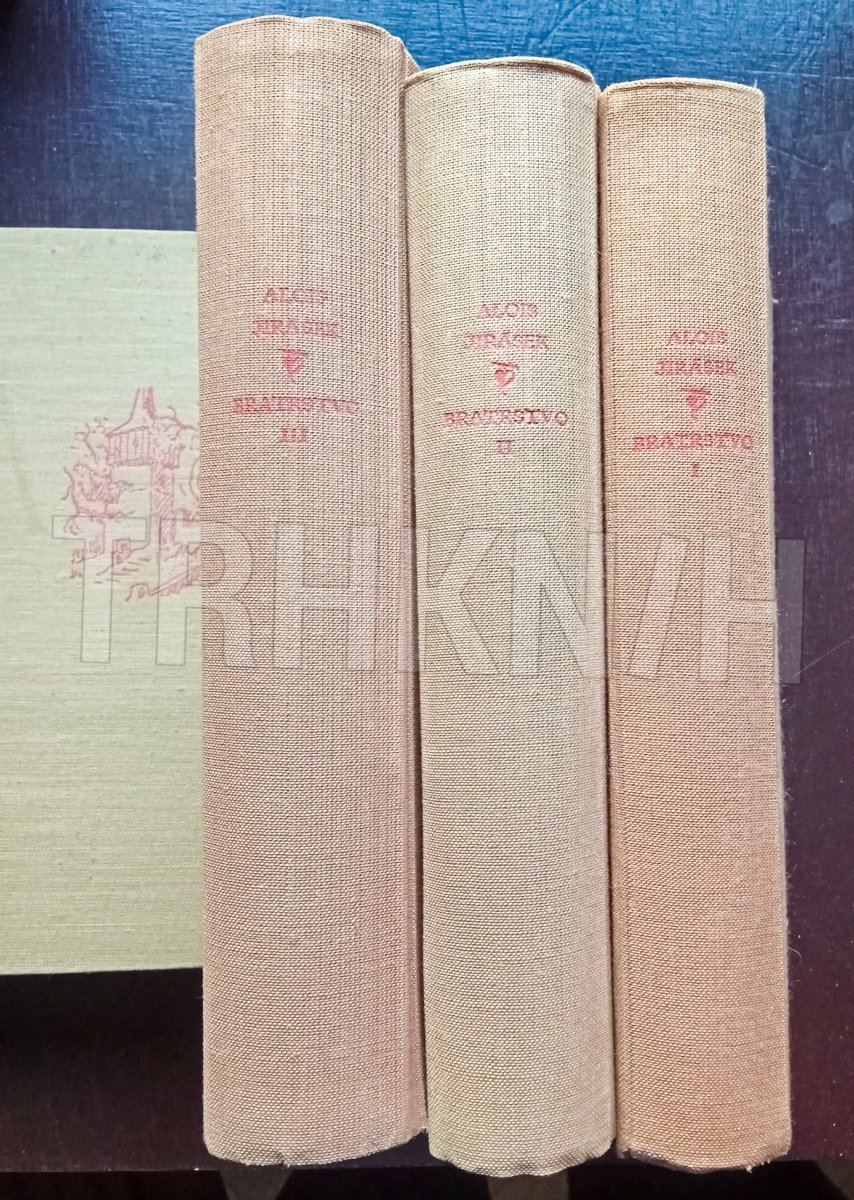 ALOIS
JIRÁSEK
BRATRSTVO
III
ALOIS
JIRÁSEK
BRATRSTVO
II
ALOIS
JIRÁSEK
BRATRSTVO
I
TRHKNIH